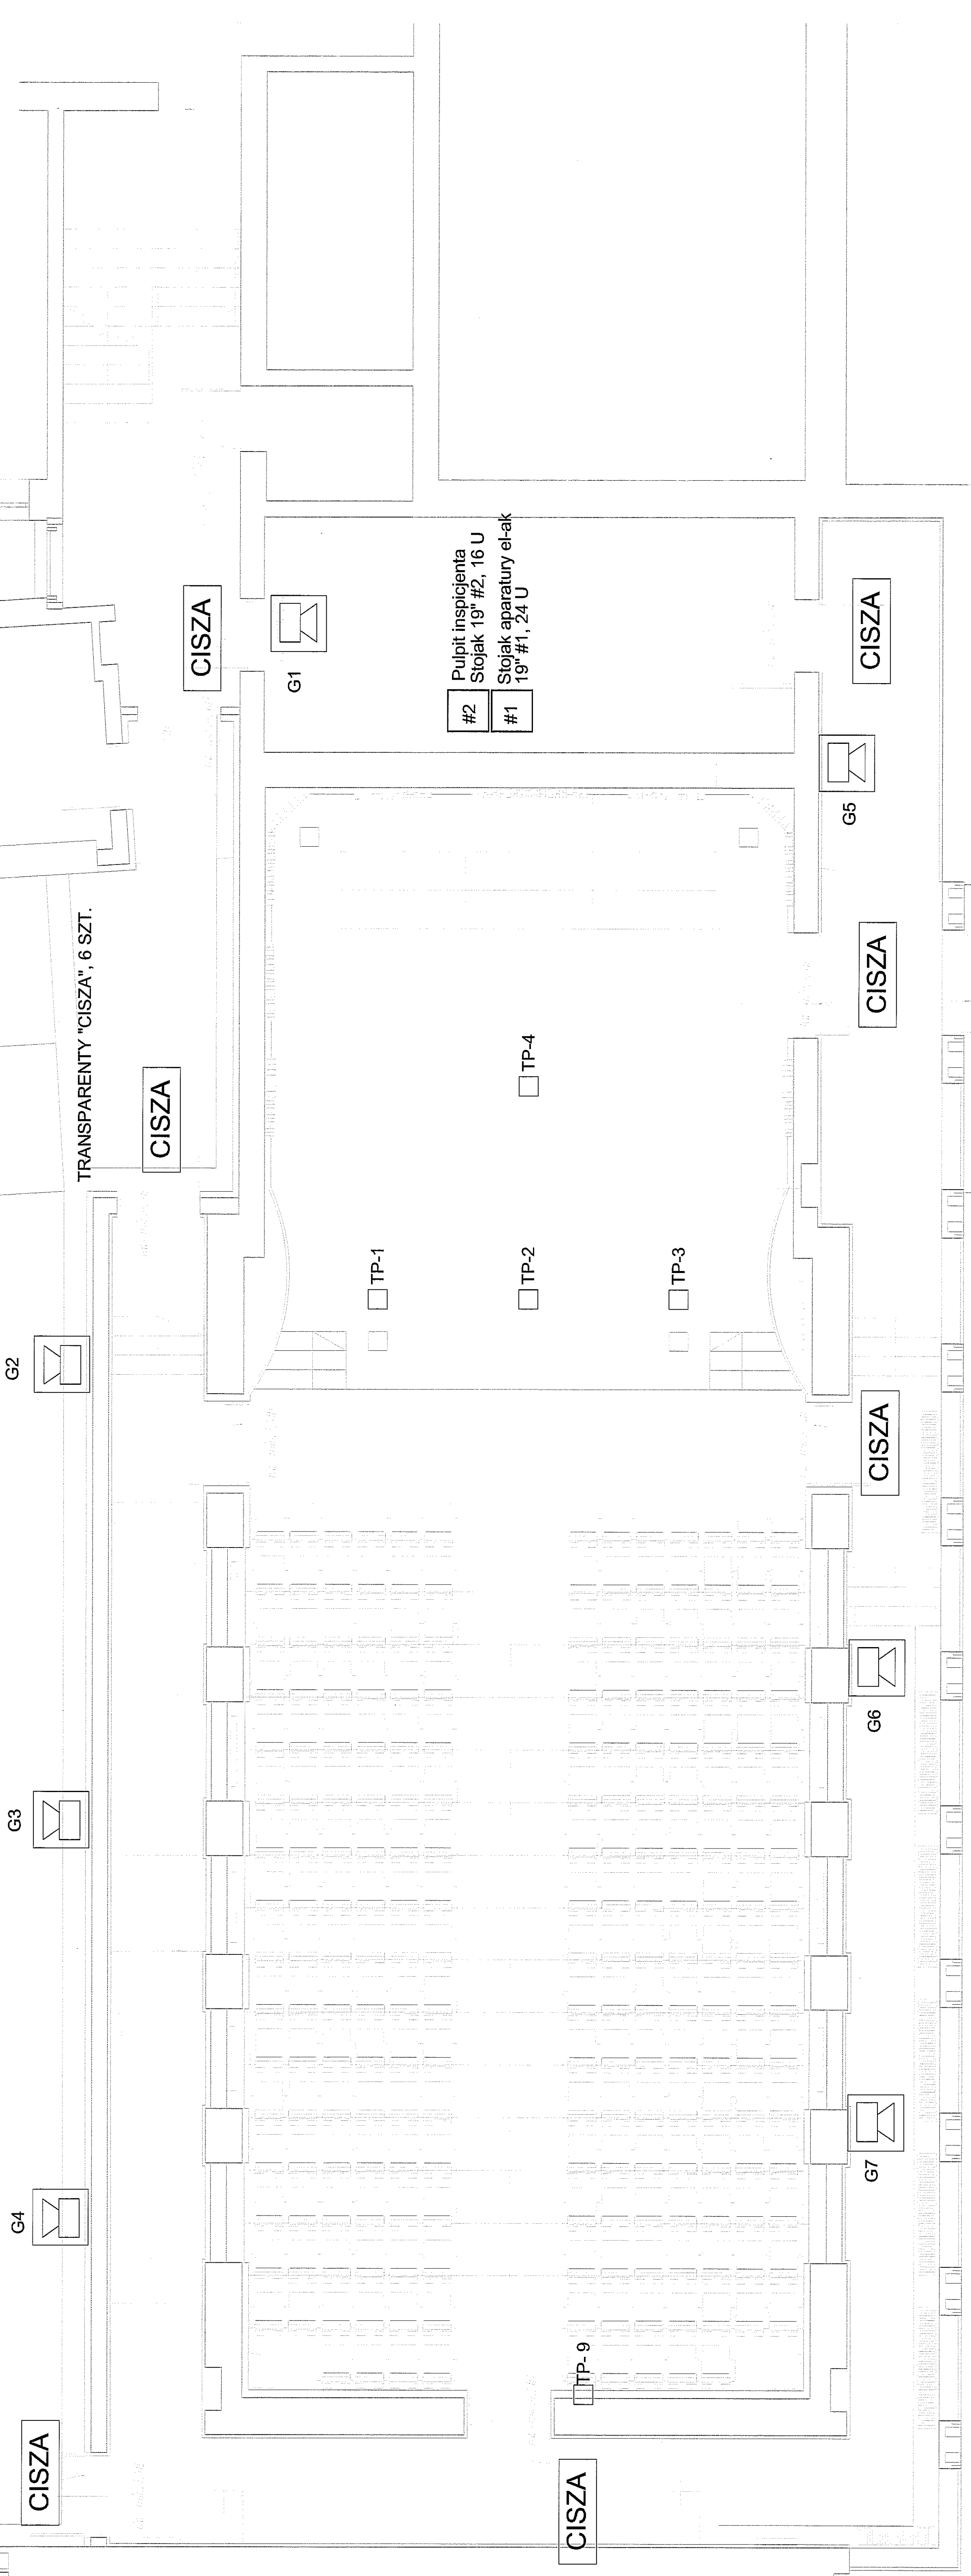 CISZA
G1
Pulpit inspicjenta
Stojak 19" #2, 16 U
Stojak aparatury el-ak
19" #1, 24 U
#2
#1
CISZA
G5
TRANSPARENTY "CISZA", 6 SZT.
CISZA
CISZA
TP-4
TP-1
TP-2
TP-3
G2
CISZA
G6
G3
G7
G4
TP- 9
CISZA
CISZA